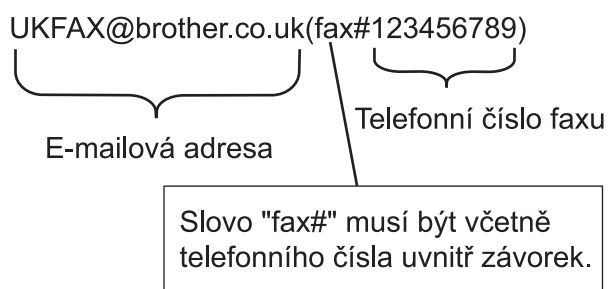 UKFAX@brother.co.uk(fax#123456789)
Telefonní číslo faxu
E-mailová adresa
Slovo "fax#" musí být včetně
telefonního čísla uvnitř závorek.